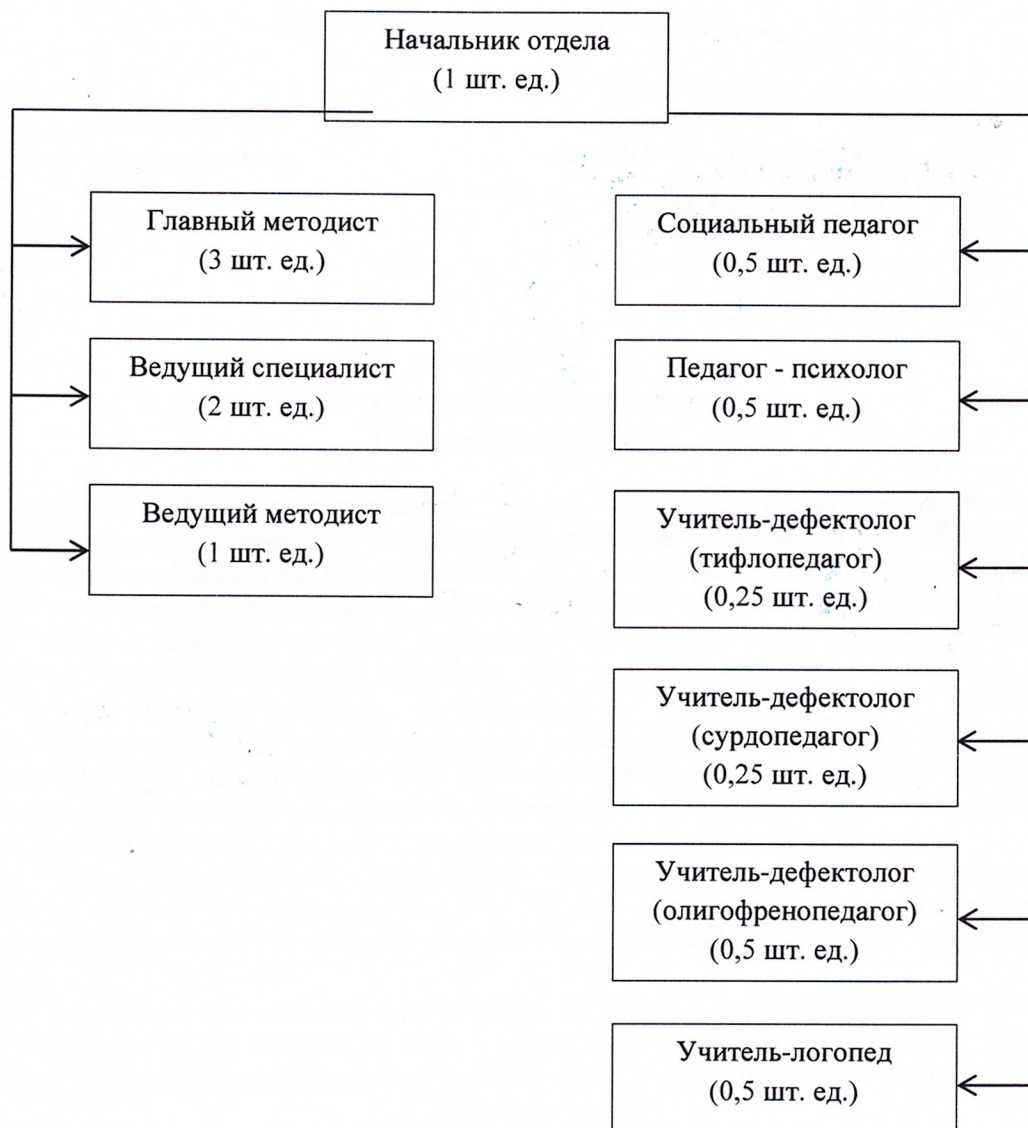 Начальник отдела
(1 шт. ед.)
Главный методист
(3 шт. ед.)
Ведущий специалист
(2 шт. ед.)
Ведущий методист
(1 шт. ед.)
Социальный педагог
(0,5 шт. ед.)
Педагог - психолог
(0,5 шт. ед.)
Учитель-дефектолог
(тифлопедагог)
(0,25 шт. ед.)
Учитель-дефектолог
(сурдопедагог)
(0,25 шт. ед.)
Учитель-дефектолог
(олигофренопедагог)
(0,5 шт. ед.)
Учитель-логопед
(0,5 шт. ед.)